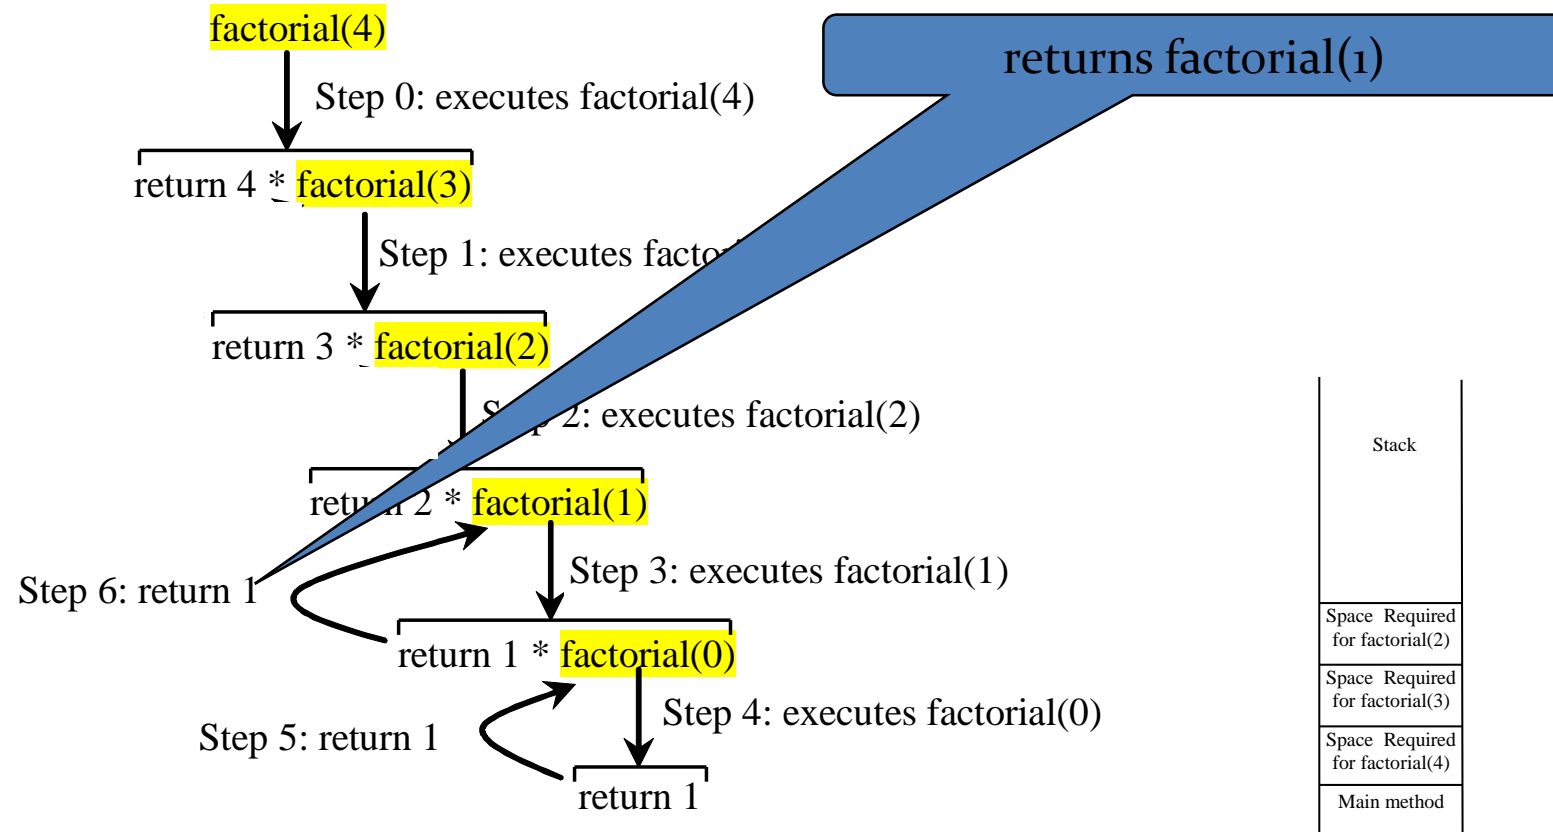 factorial(4)
returns factorial(1)
Step 0: executes factorial(4)
return 4 * factorial(3)
Step 1: executes
return 3 * factorial(2)
2: executes factorial(2)
Stack
2 * factorial(1)
Step 3: executes factorial(1)
Step 6: return 1
Space Required
for factorial(2)
return 1 * factorial(0)
Space Required
for factorial(3)
Step 4: executes factorial(0)
Step 5: return 1
Space Required
for factorial(4)
return 1
Main method